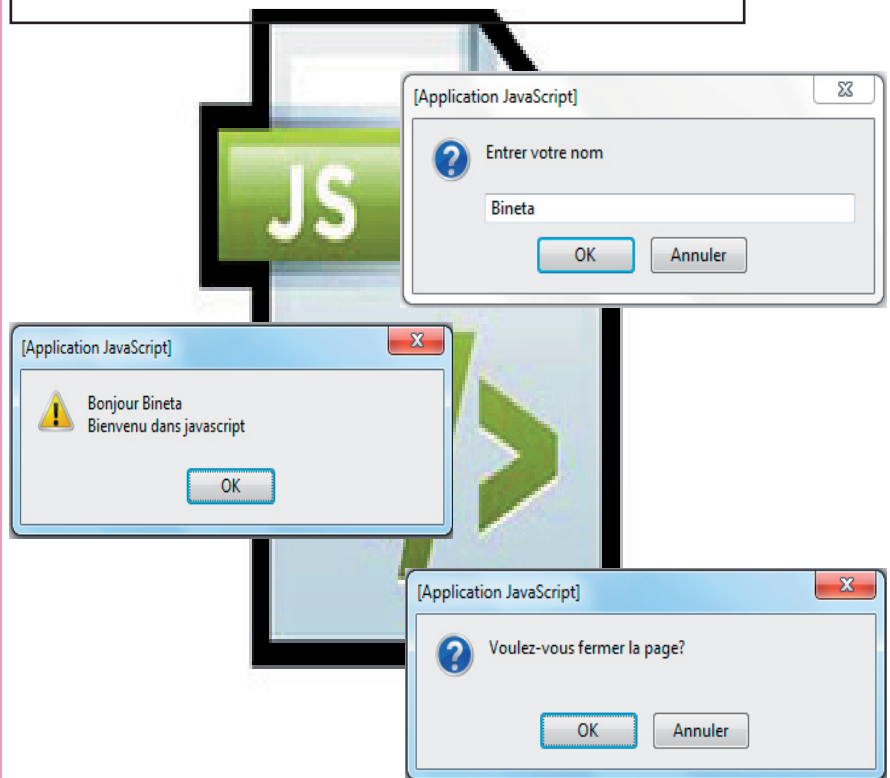 JS
[Application JavaScript]
Entrer votre nom
Bineta
OK Annuler
[Application JavaScript]
Bonjour Bineta
Bienvenu dans javascript
OK
[Application JavaScript]
Voulez-vous fermer la page?
OK Annuler